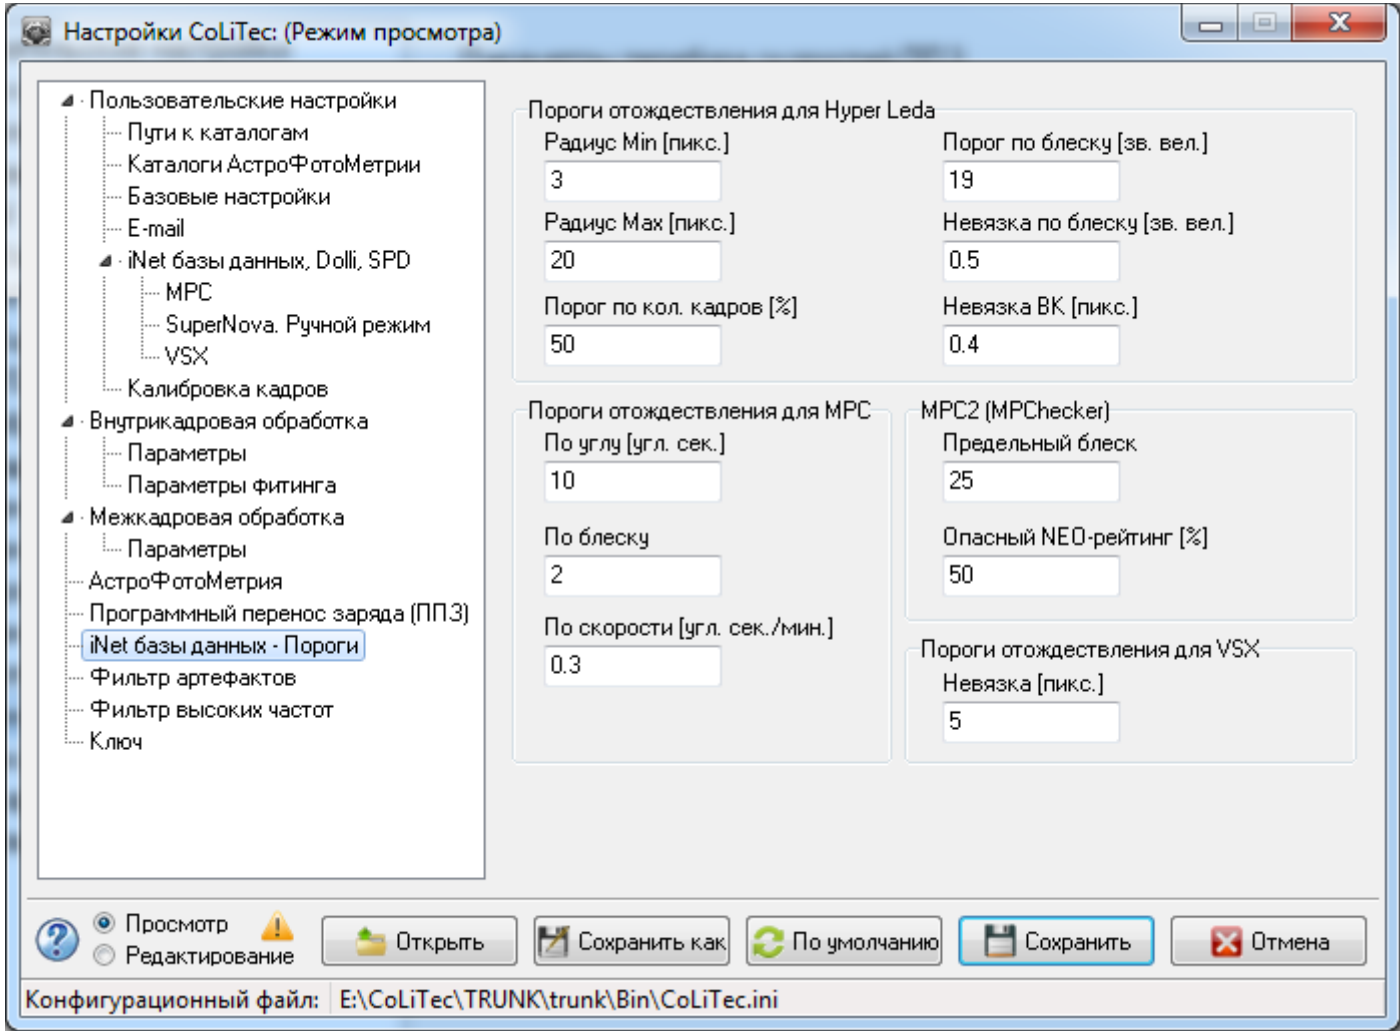 Настройки CoLiTec: (Режим просмотра)
Пользовательские настройки
Пути к каталогам
Каталоги АстроФотоМетрии
Базовые настройки
E-mail
iNet базы данных, Dolli, SPD
MPC
SuperNova. Ручной режим
VSX
Калибровка кадров
Внутрикадровая обработка
Параметры
Параметры фитинга
Межкадровая обработка
Параметры
АстроФотоМетрия
Программный перенос заряда (ППЗ)
iNet базы данных - Пороги
Фильтр артефактов
Фильтр высоких частот
Ключ
Пороги отождествления для Hyper Leda
Радиус Min [пикс.]
3
Порог по блеску [зв. вел.]
19
Радиус Max [пикс.]
20
Невязка по блеску [зв. вел.]
0.5
Порог по кол. кадров [%]
50
Невязка ВК [пикс.]
0.4
Пороги отождествления для MPC
По углу [угл. сек.]
10
По блеску
2
По скорости [угл. сек./мин.]
0.3
MPC2 (MPChecker)
Предельный блеск
25
Опасный NEO-рейтинг [%]
50
Пороги отождествления для VSX
Невязка [пикс.]
5
Просмотр
Редактирование
Открыть
Сохранить как
По умолчанию
Сохранить
Отмена
Конфигурационный файл: E:\CoLiTec\TRUNK\trunk\Bin\CoLiTec.ini